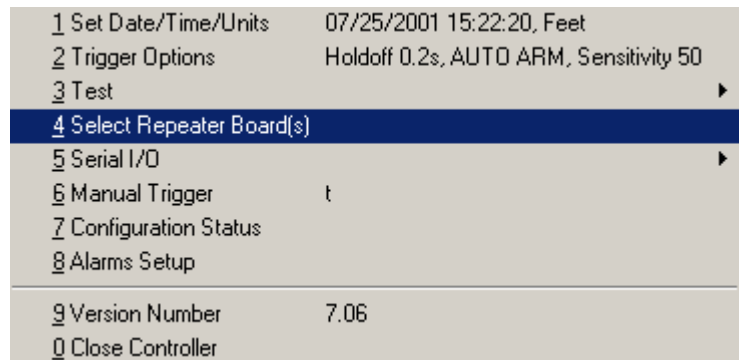 1 Set Date/Time/Units 07/25/2001 15:22:20, Feet
2 Trigger Options Holdoff 0.2s, AUTO ARM, Sensitivity 50
3 Test
4 Select Repeater Board(s)
5 Serial I/O
6 Manual Trigger t
7 Configuration Status
8 Alarms Setup
9 Version Number 7.06
0 Close Controller